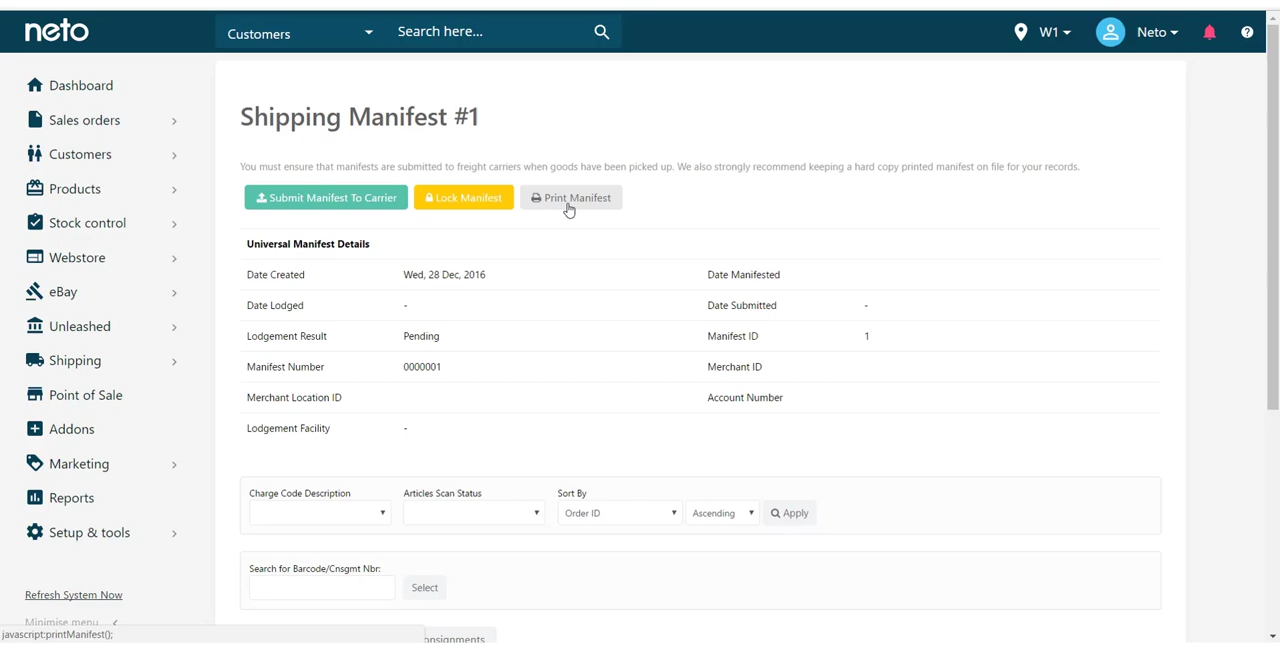 neto
Customers
Search here...
W1
Neto
Dashboard
Sales orders
Customers
Products
Stock control
Webstore
eBay
Unleashed
Shipping
Point of Sale
Addons
Marketing
Reports
Setup & tools
Refresh System Now
Minimise menu
javascript:printManifest();
Shipping Manifest #1
You must ensure that manifests are submitted to freight carriers when goods have been picked up. We also strongly recommend keeping a hard copy printed manifest on file for your records.
Submit Manifest To Carrier
Lock Manifest
Print Manifest
Universal Manifest Details
Date Created Wed, 28 Dec, 2016 Date Manifested
Date Lodged - Date Submitted -
Lodgement Result Pending Manifest ID 1
Manifest Number 0000001 Merchant ID
Merchant Location ID Account Number
Lodgement Facility -
Charge Code Description Articles Scan Status Sort By
Order ID Ascending Apply
Search for Barcode/Cnsgmt Nbr:
Select